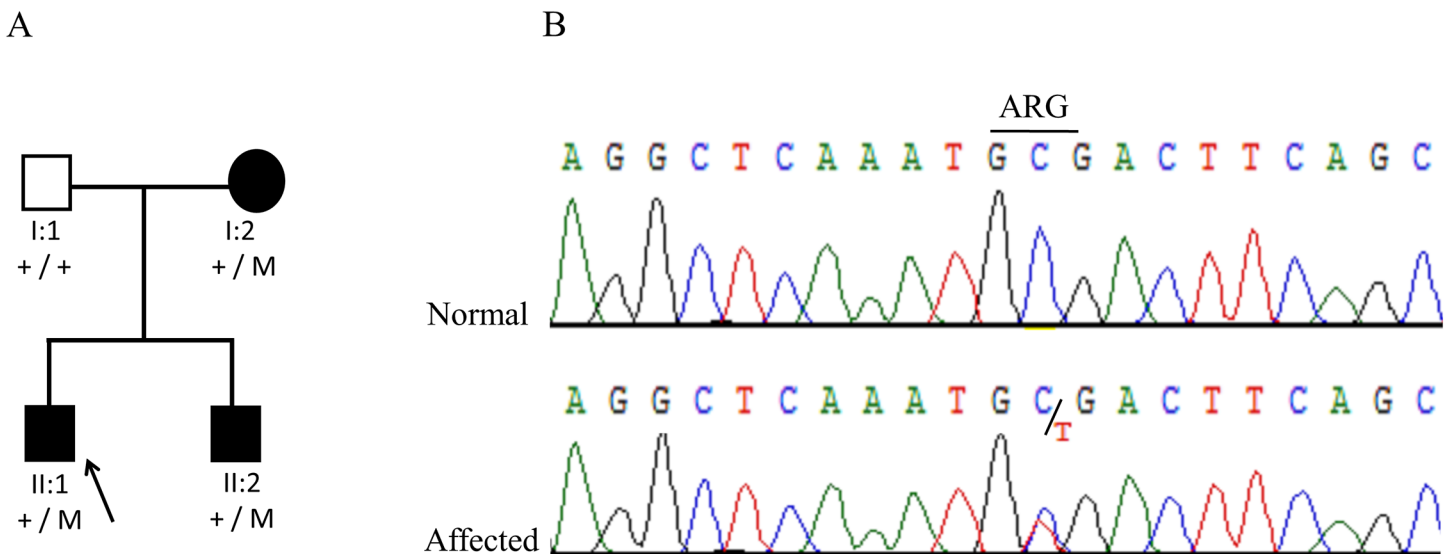 A
I:1
+ / +
I:2
+ / M
II:1
+ / M
II:2
+ / M
B
ARG
A G G C T C A A A T G C G A C T T C A G C
Normal
A G G C T C A A A T G C/T G A C T T C A G C
Affected